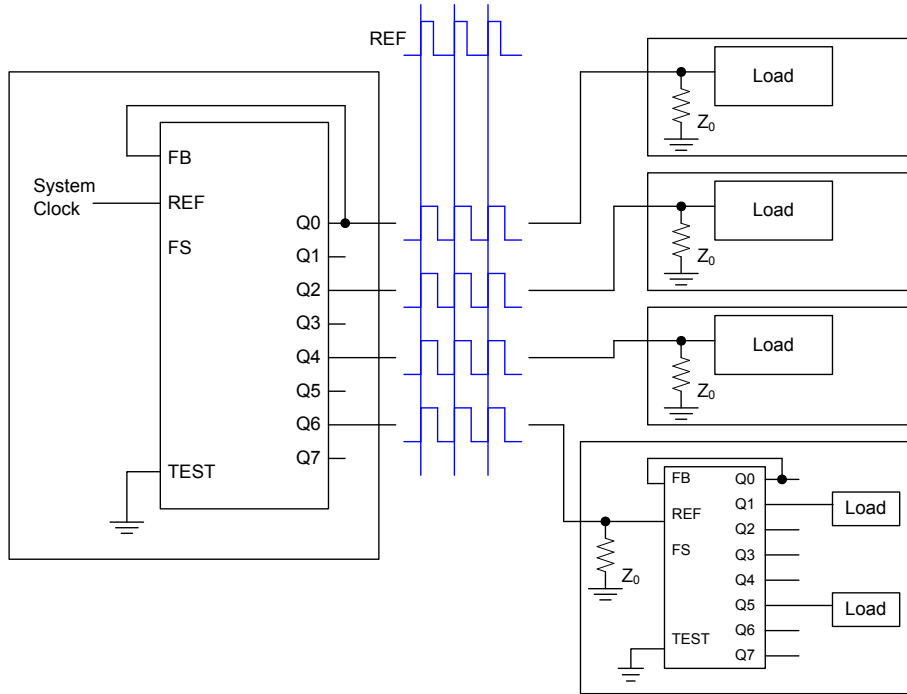 REF
System
Clock
FB
REF
FS
TEST
Q0
Q1
Q2
Q3
Q4
Q5
Q6
Q7
Load
Z₀
Load
Z₀
Load
Z₀
Z₀
FB
REF
FS
TEST
Q0
Q1
Q2
Q3
Q4
Q5
Q6
Q7
Load
Load